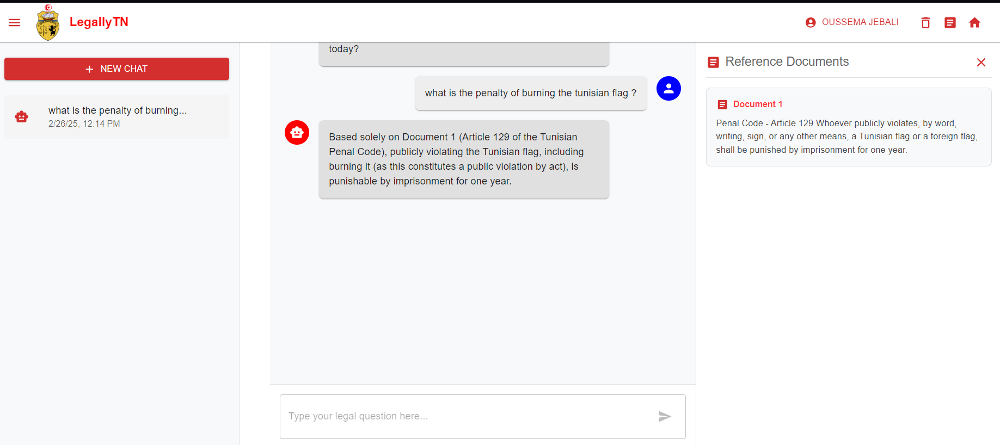 LegallyTN
OUSSEMA JEBALI
NEW CHAT
what is the penalty of burning...
2/26/25, 12:14 PM
today?
what is the penalty of burning the tunisian flag ?
Based solely on Document 1 (Article 129 of the Tunisian
Penal Code), publicly violating the Tunisian flag, including
burning it (as this constitutes a public violation by act), is
punishable by imprisonment for one year.
Type your legal question here...
Reference Documents
Document 1
Penal Code - Article 129 Whoever publicly violates, by word,
writing, sign, or any other means, a Tunisian flag or a foreign flag,
shall be punished by imprisonment for one year.